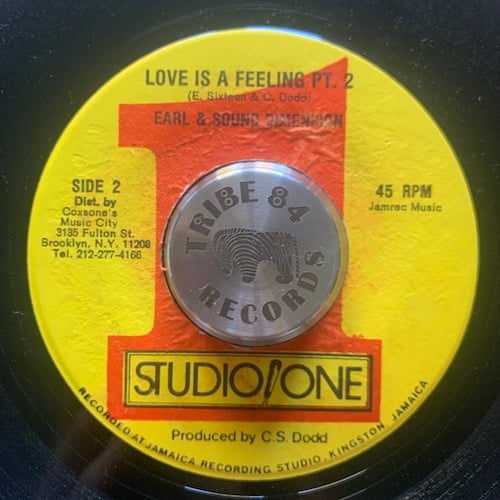 LOVE IS A FEELING PT. 2
(E. Sixteen & C. Dodd)
EARL & SOUND DIMENSION
SIDE 2
Dist. by
Coxsone's
Music City
3135 Fulton St.
Brooklyn, N.Y. 11208
Tel. 212-277-4166
45 RPM
Jamrec Music
TRIBE 84
RECORDS
1
STUDIO ONE
Produced by C.S. Dodd
RECORDED AT JAMAICA RECORDING STUDIO, KINGSTON, JAMAICA